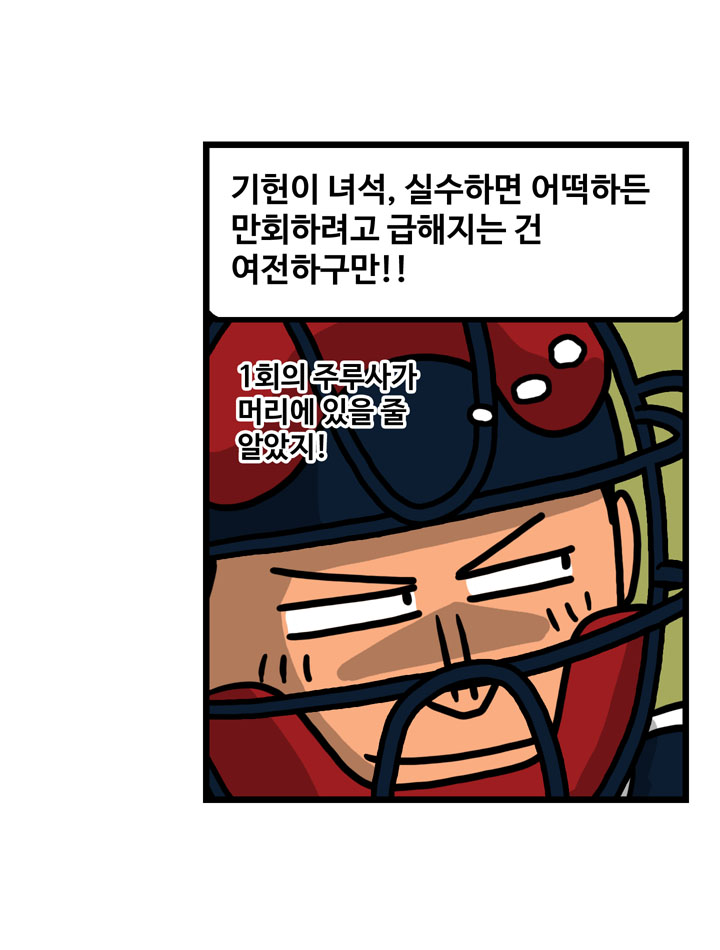 기헌이 녀석, 실수하면 어떡하든
만회하려고 급해지는 건
여전하구만!!
1회의 주루사가
머리에 있을 줄
알았지!